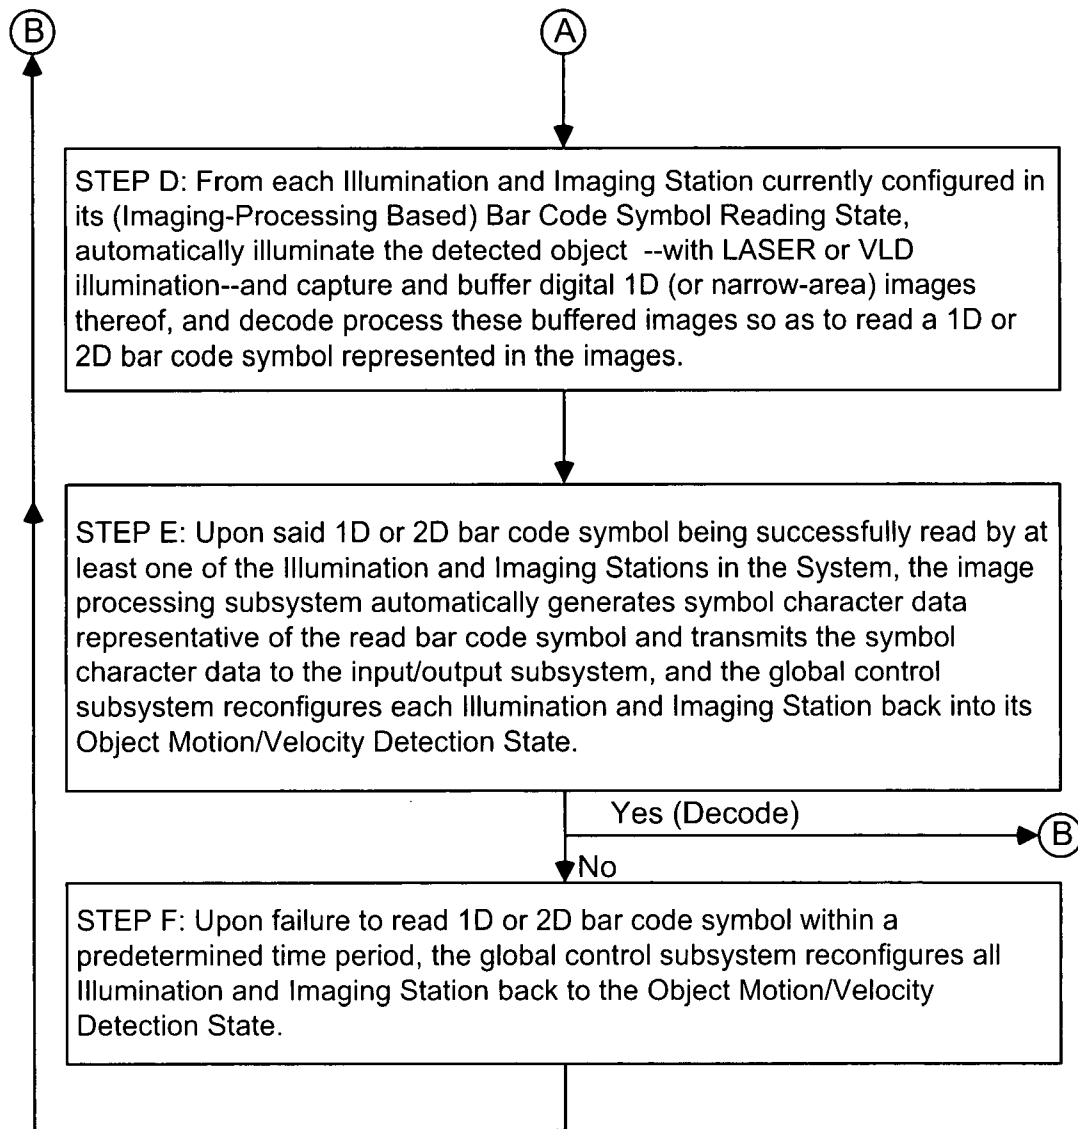 B
A
STEP D: From each Illumination and Imaging Station currently configured in
its (Imaging-Processing Based) Bar Code Symbol Reading State,
automatically illuminate the detected object --with LASER or VLD
illumination--and capture and buffer digital 1D (or narrow-area) images
thereof, and decode process these buffered images so as to read a 1D or
2D bar code symbol represented in the images.
STEP E: Upon said 1D or 2D bar code symbol being successfully read by at
least one of the Illumination and Imaging Stations in the System, the image
processing subsystem automatically generates symbol character data
representative of the read bar code symbol and transmits the symbol
character data to the input/output subsystem, and the global control
subsystem reconfigures each Illumination and Imaging Station back into its
Object Motion/Velocity Detection State.
Yes (Decode)
B
No
STEP F: Upon failure to read 1D or 2D bar code symbol within a
predetermined time period, the global control subsystem reconfigures all
Illumination and Imaging Station back to the Object Motion/Velocity
Detection State.